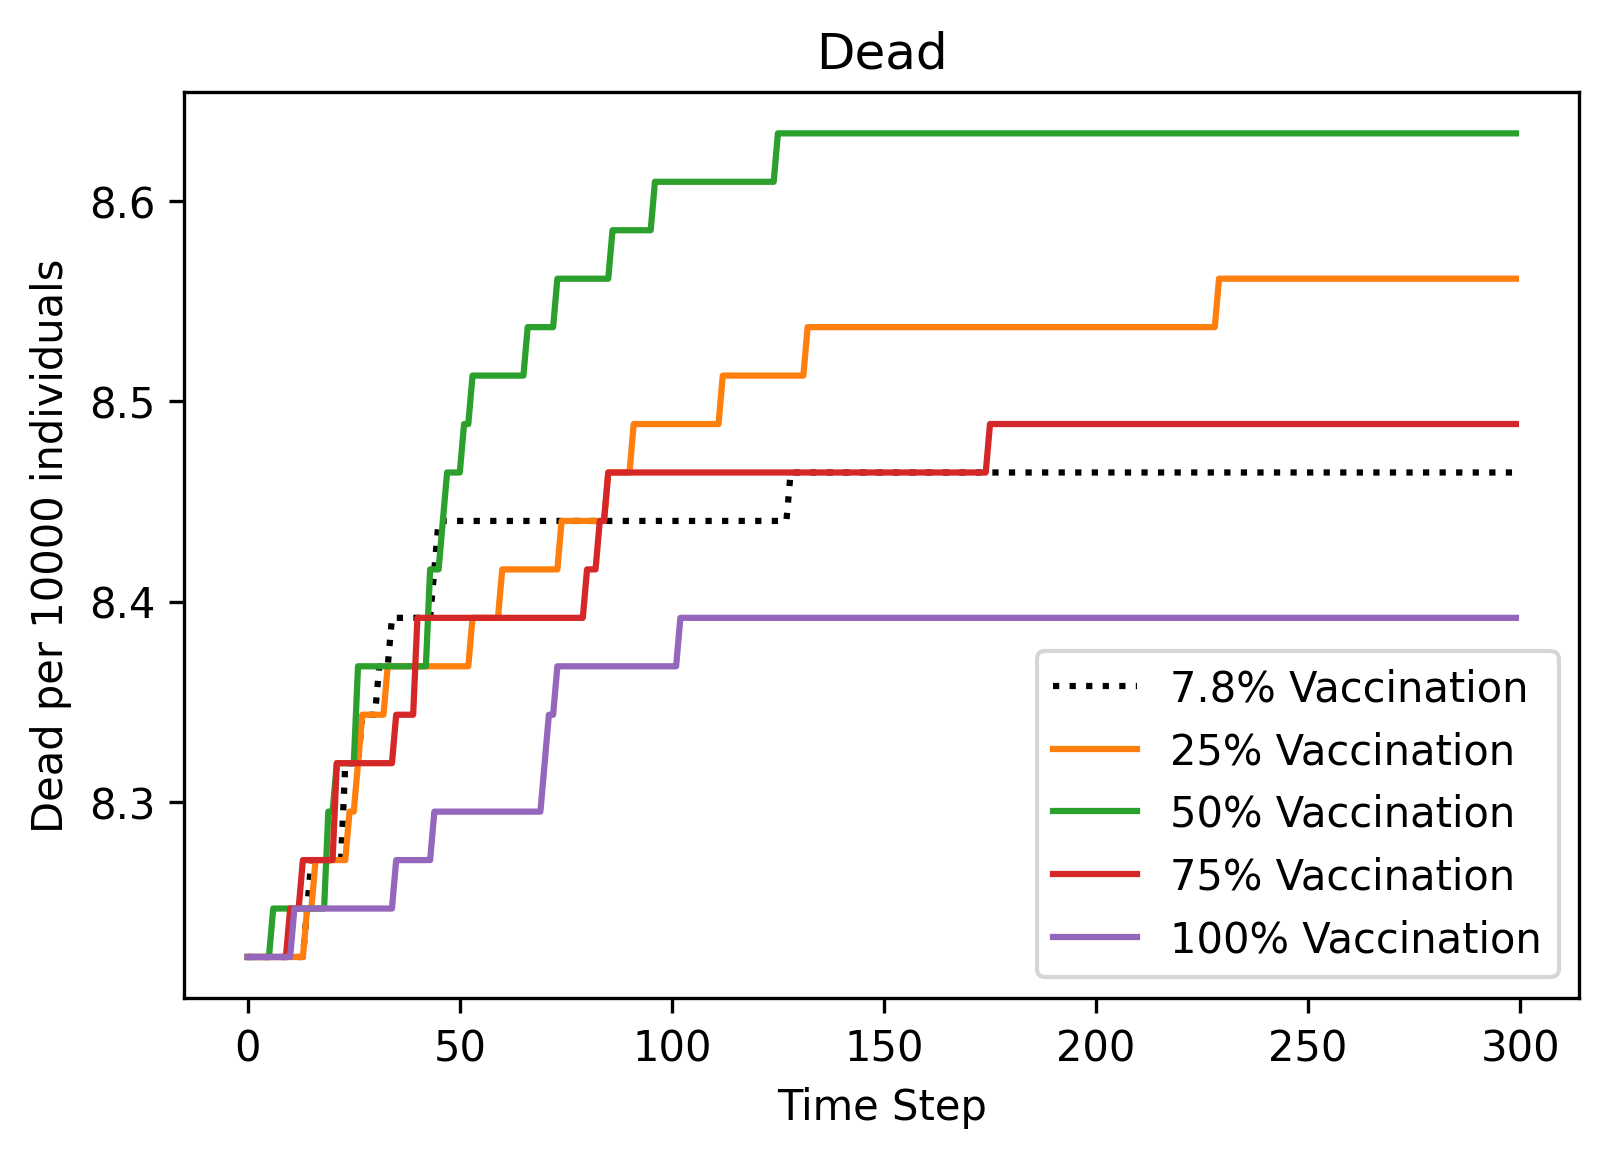 Dead
Dead per 10000 individuals
8.6
8.5
8.4
8.3
0 50 100 150 200 250 300
Time Step
7.8% Vaccination
25% Vaccination
50% Vaccination
75% Vaccination
100% Vaccination